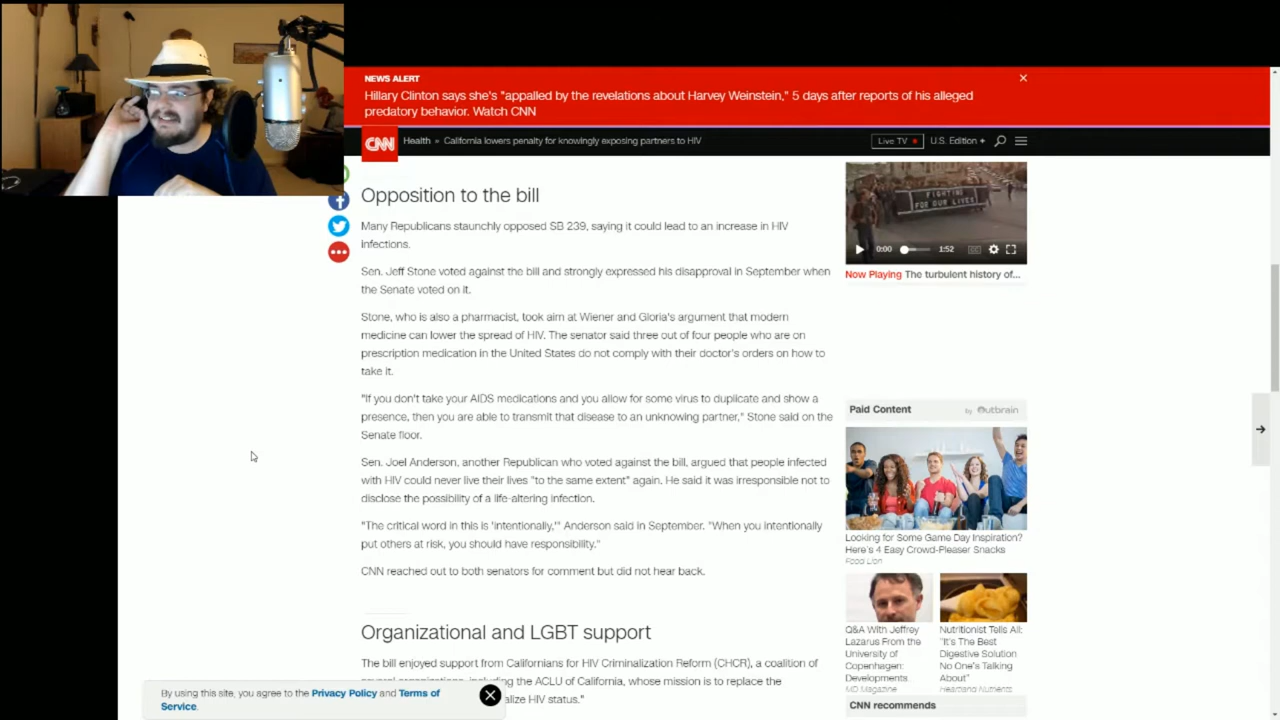 NEWS ALERT
Hillary Clinton says she's "appalled by the revelations about Harvey Weinstein," 5 days after reports of his alleged
predatory behavior. Watch CNN
CNN
Health » California lowers penalty for knowingly exposing partners to HIV
Live TV
U.S. Edition +
Opposition to the bill
Many Republicans staunchly opposed SB 239, saying it could lead to an increase in HIV
infections.
Sen. Jeff Stone voted against the bill and strongly expressed his disapproval in September when
the Senate voted on it.
Stone, who is also a pharmacist, took aim at Wiener and Gloria's argument that modern
medicine can lower the spread of HIV. The senator said three out of four people who are on
prescription medication in the United States do not comply with their doctor's orders on how to
take it.
"If you don't take your AIDS medications and you allow for some virus to duplicate and show a
presence, then you are able to transmit that disease to an unknowing partner," Stone said on the
Senate floor.
Sen. Joel Anderson, another Republican who voted against the bill, argued that people infected
with HIV could never live their lives "to the same extent" again. He said it was irresponsible not to
disclose the possibility of a life-altering infection.
"The critical word in this is 'intentionally,'" Anderson said in September. "When you intentionally
put others at risk, you should have responsibility."
CNN reached out to both senators for comment but did not hear back.
Organizational and LGBT support
The bill enjoyed support from Californians for HIV Criminalization Reform (CHCR), a coalition of
several organizations, including the ACLU of California, whose mission is to replace the
alize HIV status."
By using this site, you agree to the Privacy Policy and Terms of
Service.
FIGHTING
FOR OUR LIVES
0:00
1:52
Now Playing The turbulent history of...
Paid Content
by Outbrain
Looking for Some Game Day Inspiration?
Here's 4 Easy Crowd-Pleaser Snacks
Food Lion
Q&A With Jeffrey
Lazarus From the
University of
Copenhagen:
Developments
MD Magazine
Nutritionist Tells All:
"It's The Best
Digestive Solution
No One's Talking
About"
Heartland Nutrients
CNN recommends